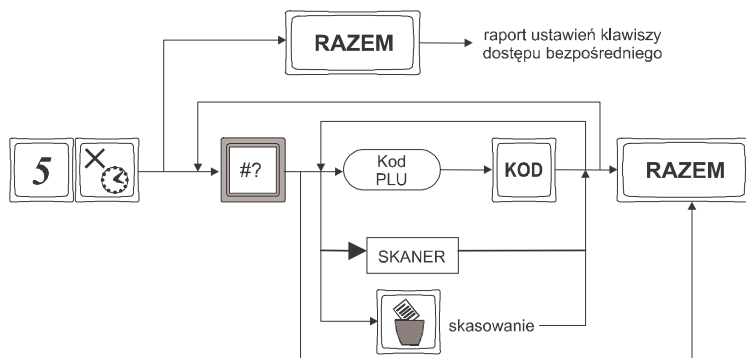 RAZEM
raport ustawień klawiszy
dostępu bezpośredniego
5
#?
Kod
PLU
KOD
RAZEM
SKANER
skasowanie